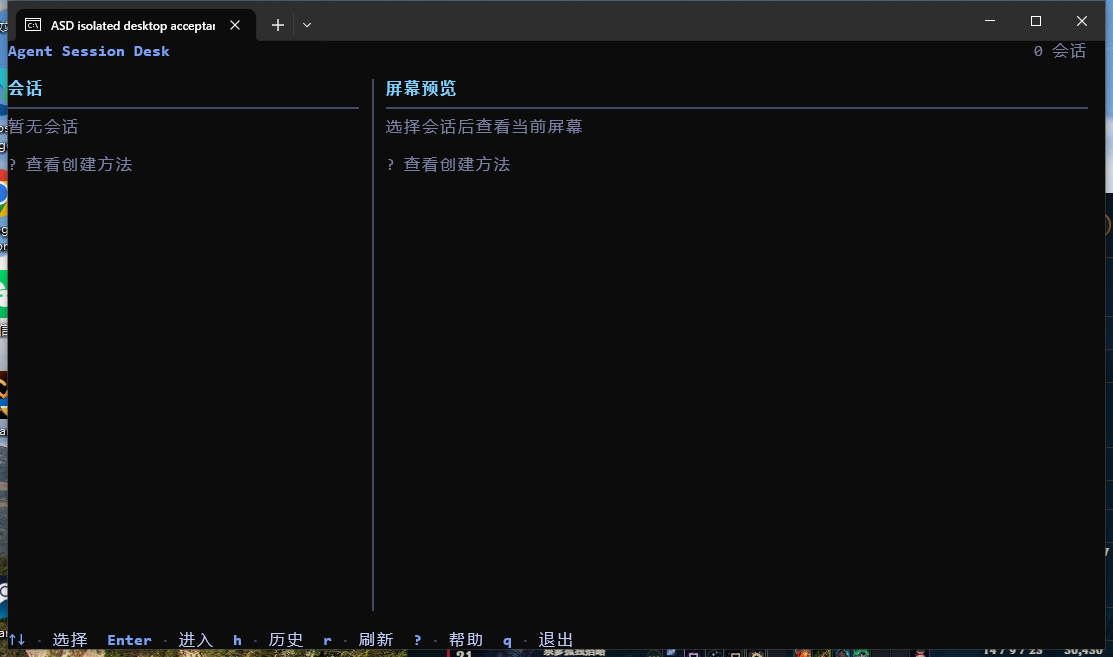 ASD isolated desktop acceptar
Agent Session Desk
0 会话
会话
屏幕预览
暂无会话
选择会话后查看当前屏幕
? 查看创建方法
? 查看创建方法
↑↓ · 选择 Enter · 进入 h · 历史 r · 刷新 ? · 帮助 q · 退出